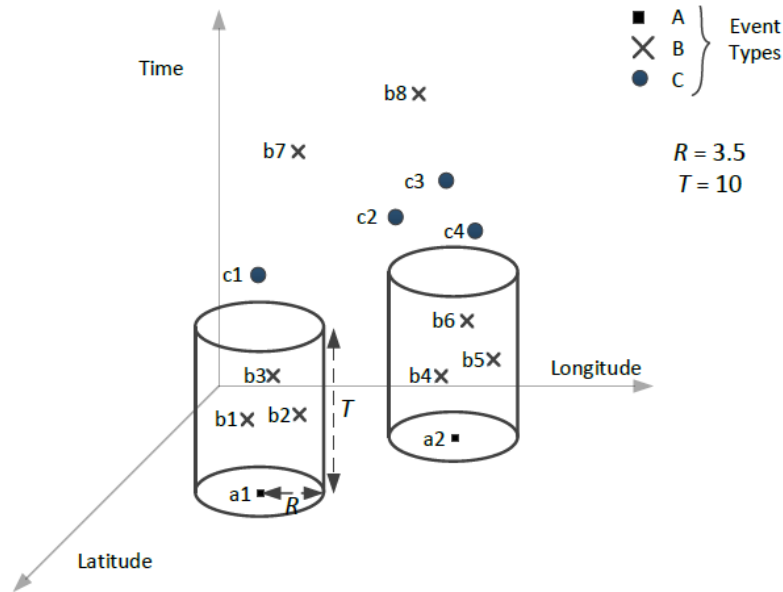 A
B
C
Event
Types
Time
b8
b7
R = 3.5
T = 10
c3
c2
c4
c1
b6
b5
b4
b3
Longitude
b1
b2
T
a2
a1
R
Latitude